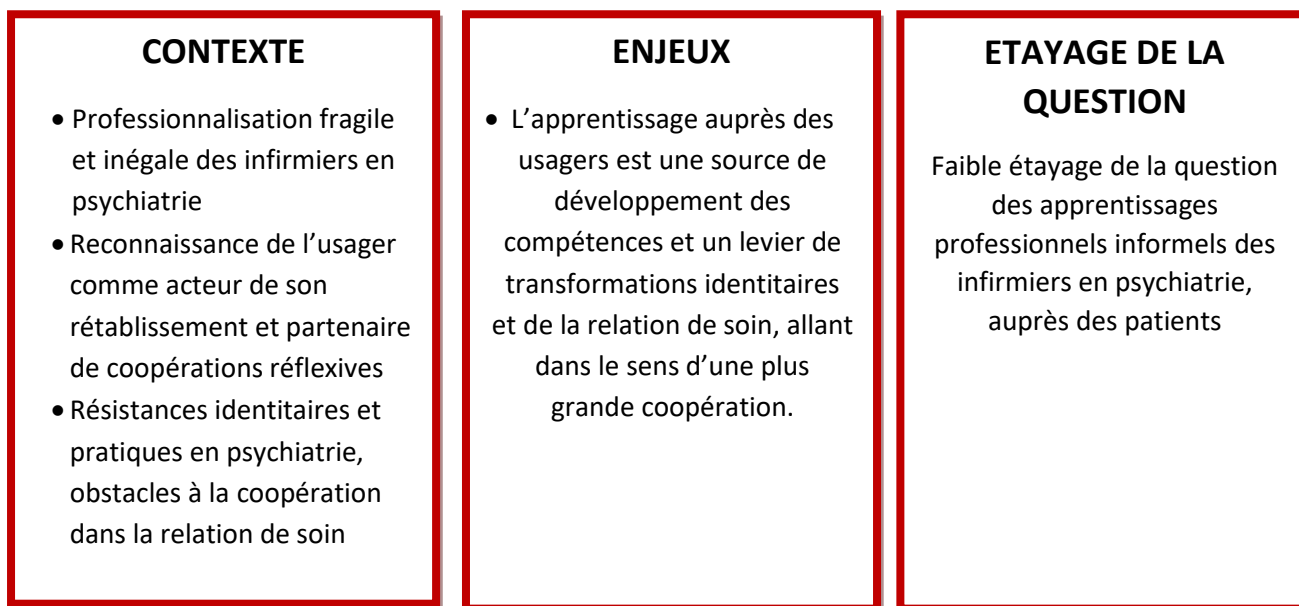 CONTEXTE
• Professionnalisation fragile
et inégale des infirmiers en
psychiatrie
• Reconnaissance de l’usager
comme acteur de son
rétablissement et partenaire
de coopérations réflexives
• Résistances identitaires et
pratiques en psychiatrie,
obstacles à la coopération
dans la relation de soin
ENJEUX
• L’apprentissage auprès des
usagers est une source de
développement des
compétences et un levier de
transformations identitaires
et de la relation de soin, allant
dans le sens d’une plus
grande coopération.
ETAYAGE DE LA
QUESTION
Faible étayage de la question
des apprentissages
professionnels informels des
infirmiers en psychiatrie,
auprès des patients